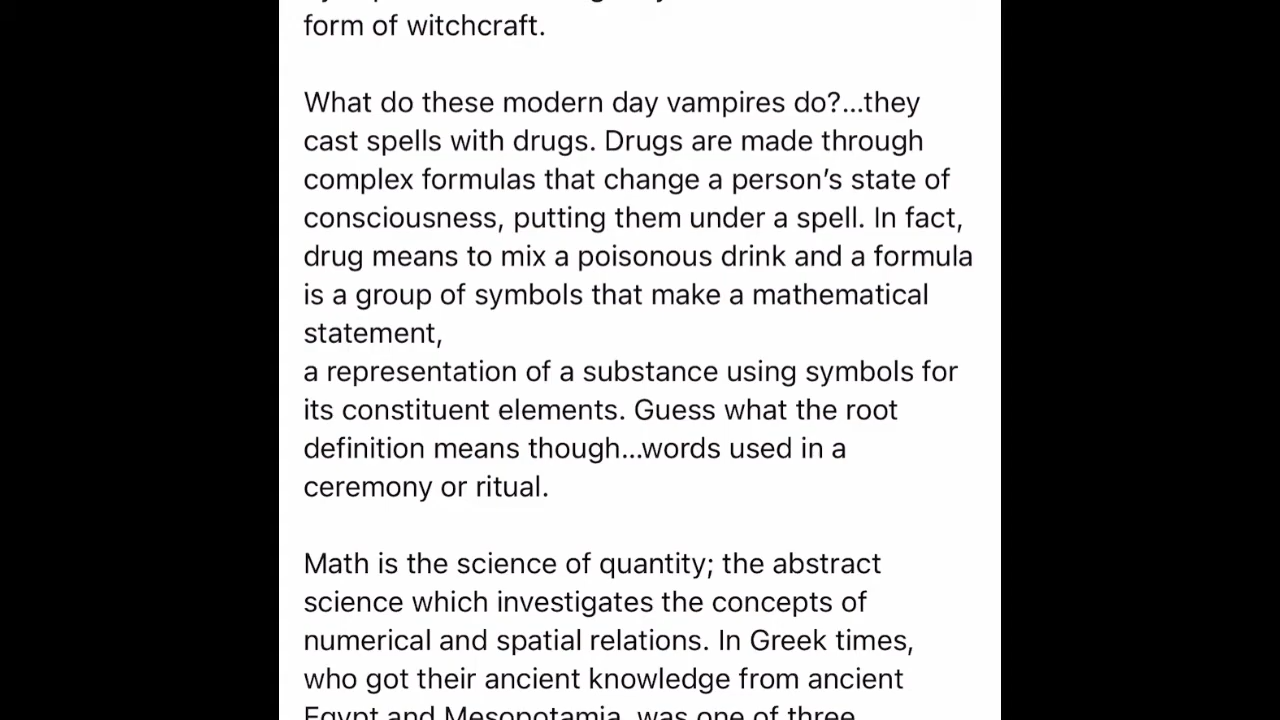 form of witchcraft.
What do these modern day vampires do?...they
cast spells with drugs. Drugs are made through
complex formulas that change a person’s state of
consciousness, putting them under a spell. In fact,
drug means to mix a poisonous drink and a formula
is a group of symbols that make a mathematical
statement,
a representation of a substance using symbols for
its constituent elements. Guess what the root
definition means though...words used in a
ceremony or ritual.
Math is the science of quantity; the abstract
science which investigates the concepts of
numerical and spatial relations. In Greek times,
who got their ancient knowledge from ancient
Egypt and Mesopotamia, was one of three